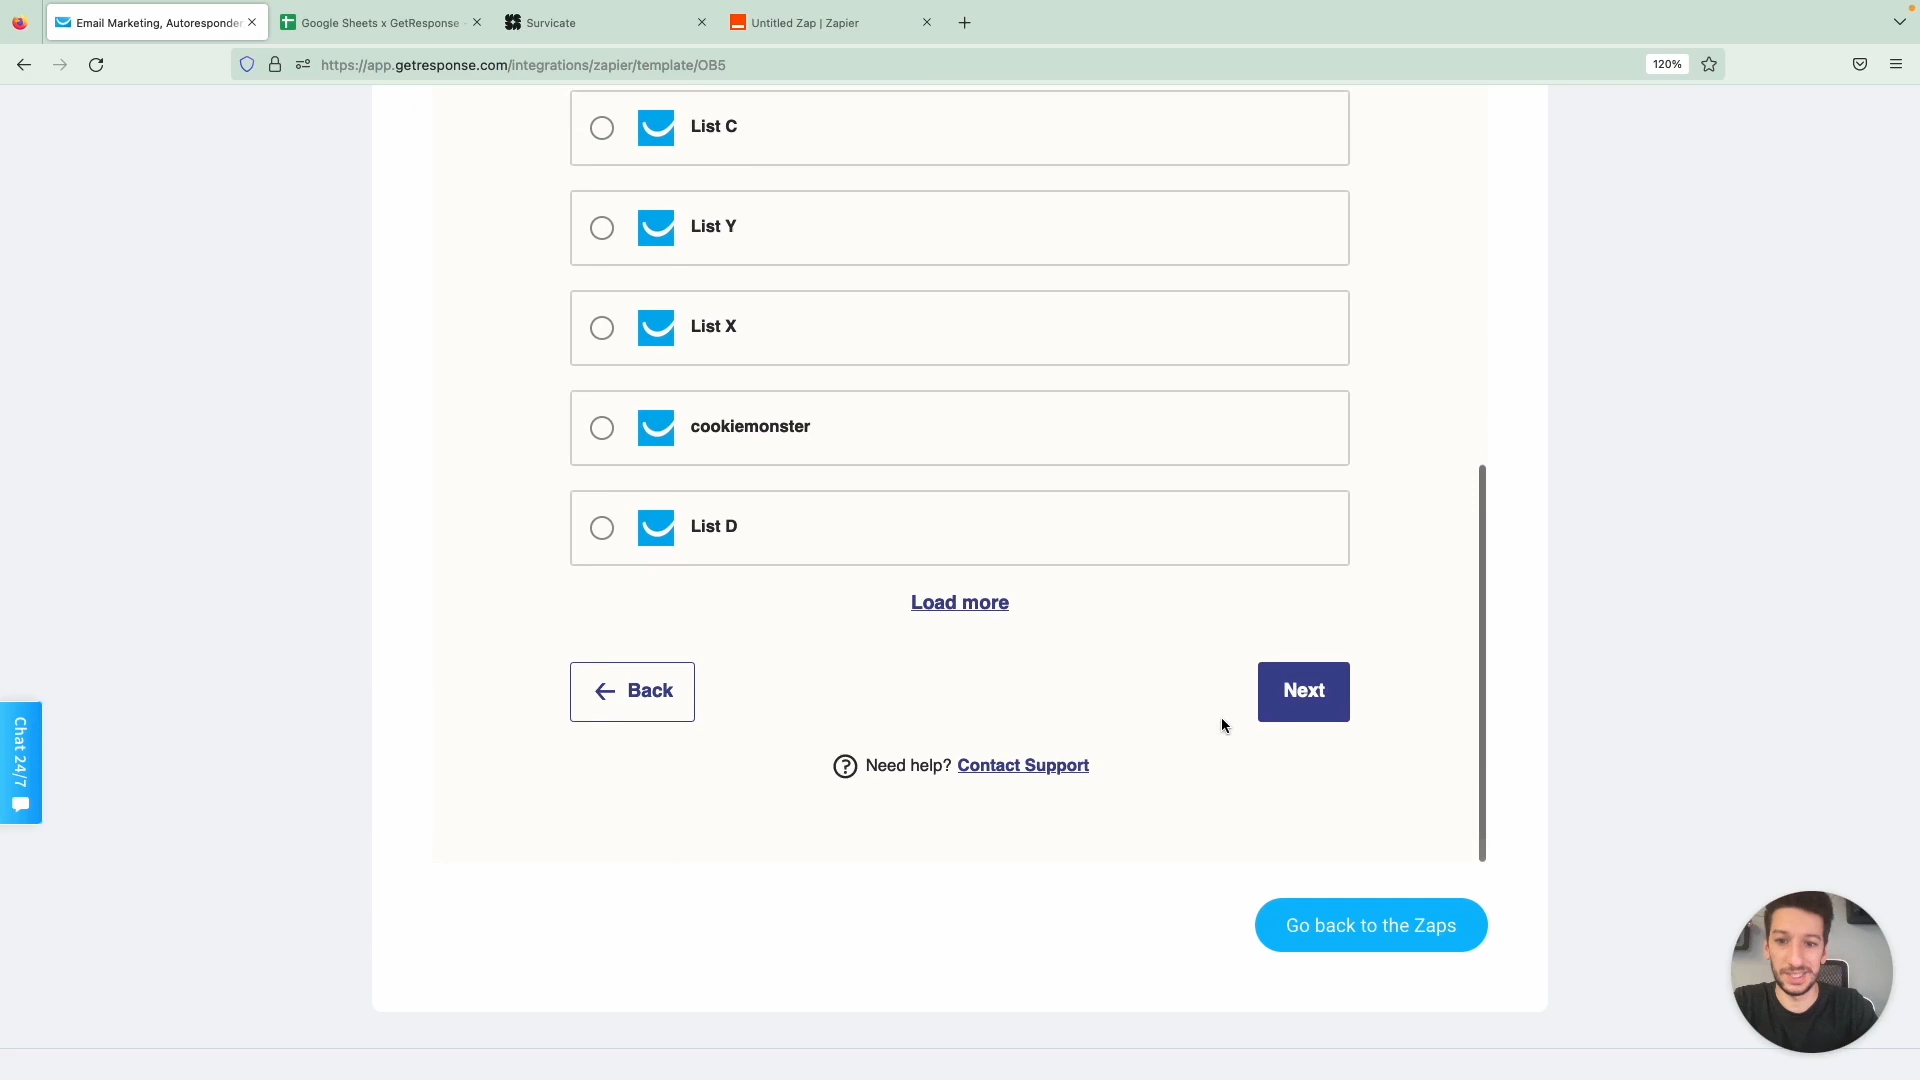 Email Marketing, Autoresponder
Google Sheets x GetResponse
Survicate
Untitled Zap | Zapier
https://app.getresponse.com/integrations/zapier/template/OB5
120%
List C
List Y
List X
cookiemonster
List D
Load more
Back
Next
Need help? Contact Support
Chat 24/7
Go back to the Zaps